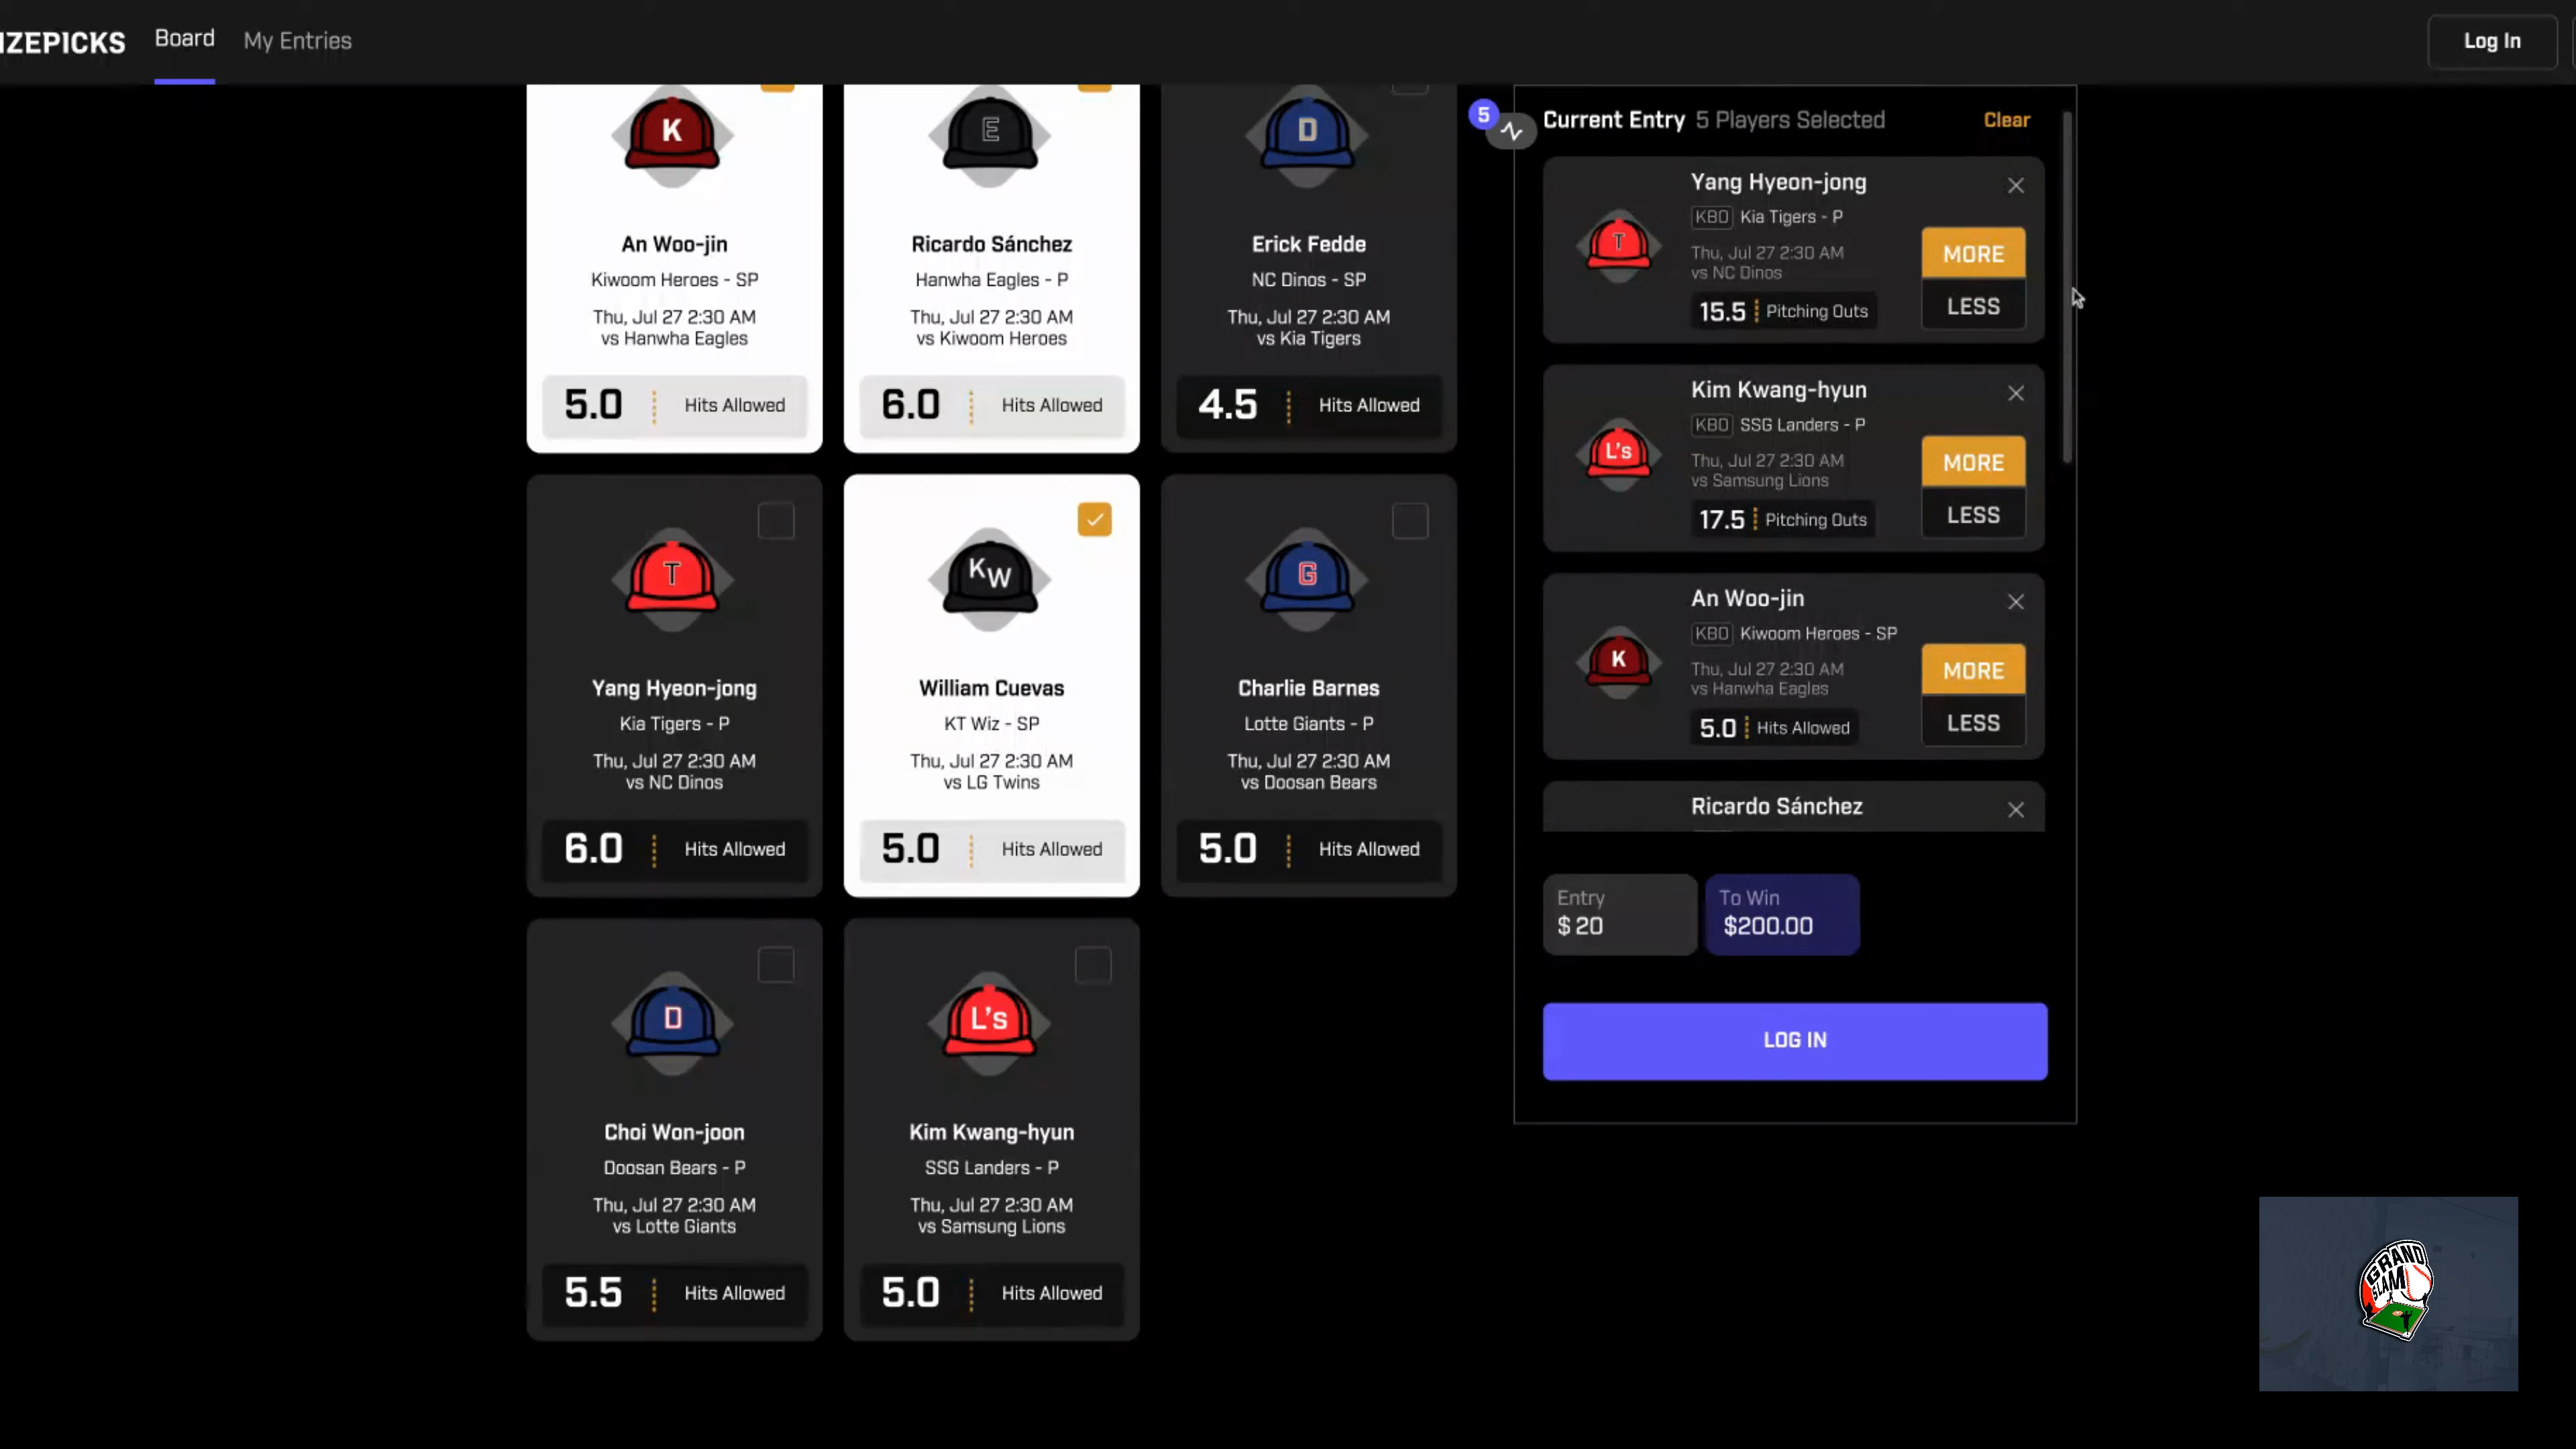 IZEPICKS
Board
My Entries
Log In
K
An Woo-jin
Kiwoom Heroes - SP
Thu, Jul 27 2:30 AM
vs Hanwha Eagles
5.0
Hits Allowed
E
Ricardo Sánchez
Hanwha Eagles - P
Thu, Jul 27 2:30 AM
vs Kiwoom Heroes
6.0
Hits Allowed
D
Erick Fedde
NC Dinos - SP
Thu, Jul 27 2:30 AM
vs Kia Tigers
4.5
Hits Allowed
T
Yang Hyeon-jong
Kia Tigers - P
Thu, Jul 27 2:30 AM
vs NC Dinos
6.0
Hits Allowed
KW
William Cuevas
KT Wiz - SP
Thu, Jul 27 2:30 AM
vs LG Twins
5.0
Hits Allowed
G
Charlie Barnes
Lotte Giants - P
Thu, Jul 27 2:30 AM
vs Doosan Bears
5.0
Hits Allowed
D
Choi Won-joon
Doosan Bears - P
Thu, Jul 27 2:30 AM
vs Lotte Giants
5.5
Hits Allowed
L's
Kim Kwang-hyun
SSG Landers - P
Thu, Jul 27 2:30 AM
vs Samsung Lions
5.0
Hits Allowed
5
Current Entry 5 Players Selected
Clear
T
Yang Hyeon-jong
KBO Kia Tigers - P
Thu, Jul 27 2:30 AM
vs NC Dinos
15.5 Pitching Outs
MORE
LESS
L's
Kim Kwang-hyun
KBO SSG Landers - P
Thu, Jul 27 2:30 AM
vs Samsung Lions
17.5 Pitching Outs
MORE
LESS
K
An Woo-jin
KBO Kiwoom Heroes - SP
Thu, Jul 27 2:30 AM
vs Hanwha Eagles
5.0 Hits Allowed
MORE
LESS
Ricardo Sánchez
Entry
$ 20
To Win
$200.00
LOG IN
GRAND
SLAM